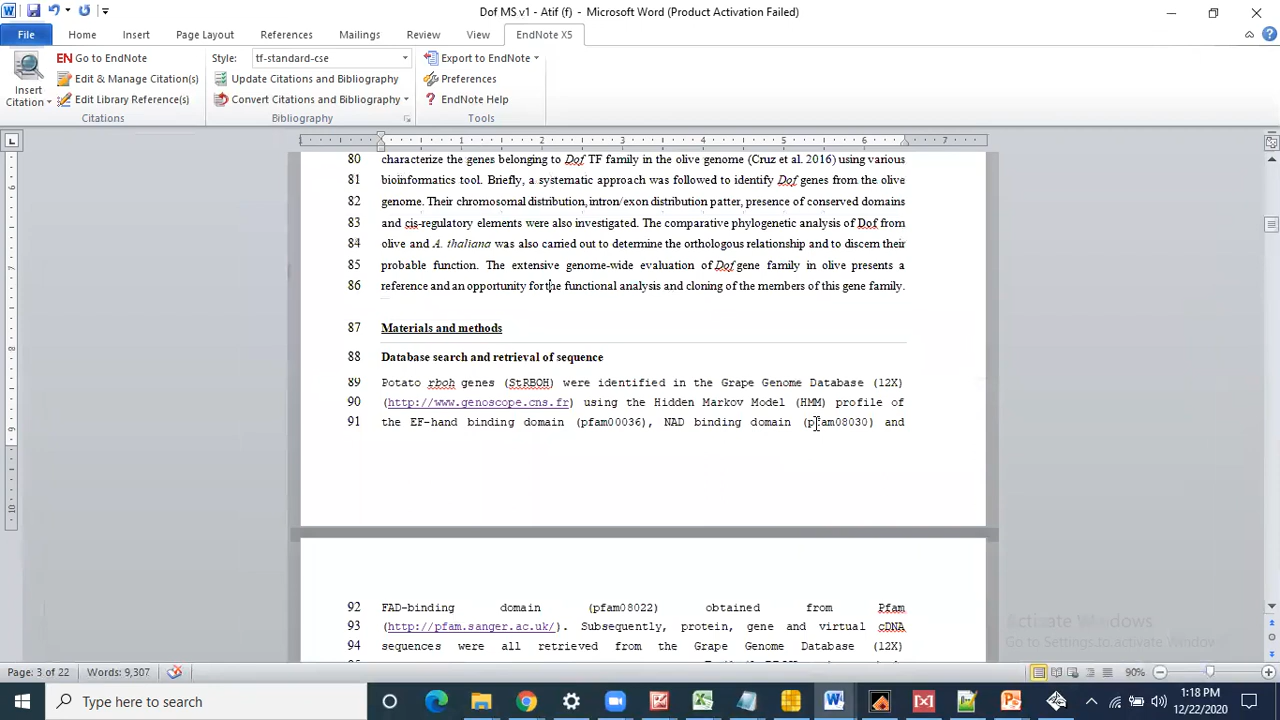 Dof MS v1 - Atif (f) - Microsoft Word (Product Activation Failed)
File Home Insert Page Layout References Mailings Review View EndNote X5
Insert Citation
EN Go to EndNote
Edit & Manage Citation(s)
Edit Library Reference(s)
Citations
Style: tf-standard-cse
Update Citations and Bibliography
Convert Citations and Bibliography
Bibliography
Export to EndNote
Preferences
EndNote Help
Tools
1 2 3 4 5 6 7
80 characterize the genes belonging to Dof TF family in the olive genome (Cruz et al. 2016) using various
81 bioinformatics tool. Briefly, a systematic approach was followed to identify Dof genes from the olive
82 genome. Their chromosomal distribution, intron/exon distribution patter, presence of conserved domains
83 and cis-regulatory elements were also investigated. The comparative phylogenetic analysis of Dof from
84 olive and A. thaliana was also carried out to determine the orthologous relationship and to discern their
85 probable function. The extensive genome-wide evaluation of Dof gene family in olive presents a
86 reference and an opportunity for the functional analysis and cloning of the members of this gene family.
87 Materials and methods
88 Database search and retrieval of sequence
89 Potato rboh genes (StRBOH) were identified in the Grape Genome Database (12X)
90 (http://www.genoscope.cns.fr) using the Hidden Markov Model (HMM) profile of
91 the EF-hand binding domain (pfam00036), NAD binding domain (pfam08030) and
92 FAD-binding domain (pfam08022) obtained from Pfam
93 (http://pfam.sanger.ac.uk/). Subsequently, protein, gene and virtual cDNA
94 sequences were all retrieved from the Grape Genome Database (12X)
Activate Windows
Go to Settings to activate Windows.
Page: 3 of 22 Words: 9,307 90%
Type here to search
1:18 PM
12/22/2020